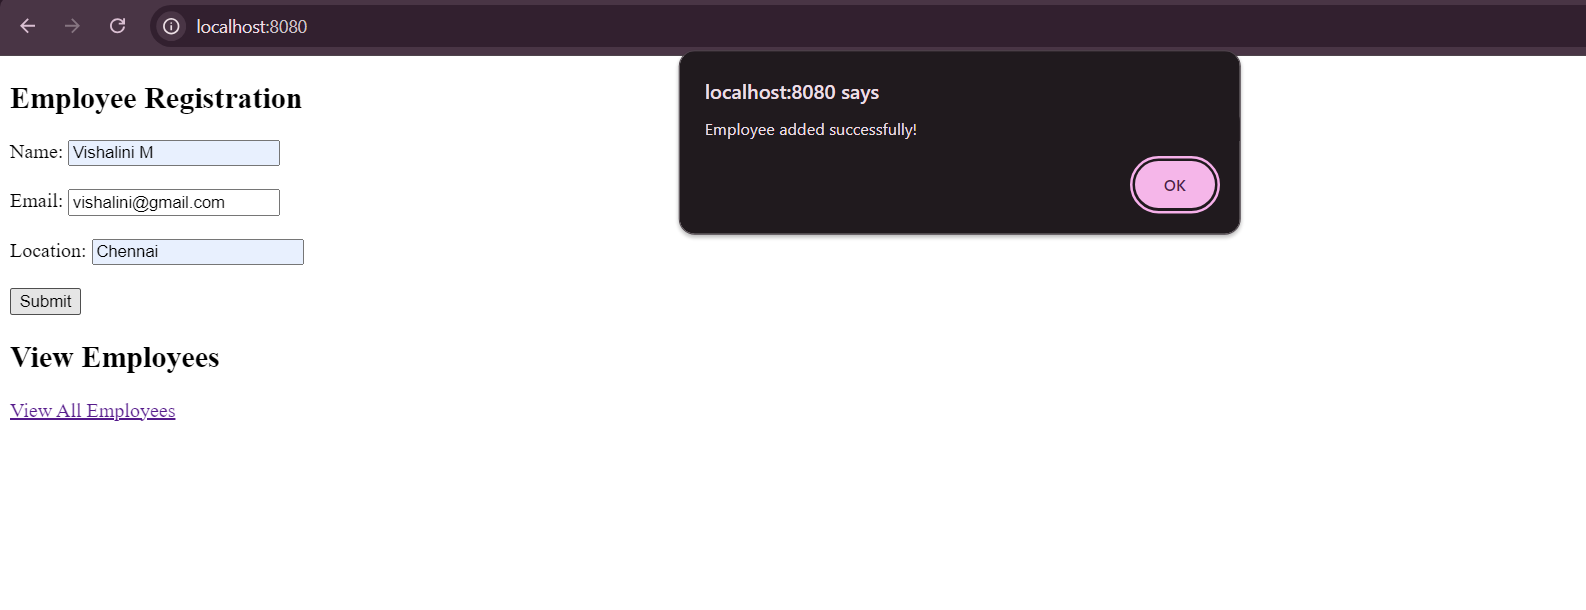 localhost:8080
localhost:8080 says
Employee added successfully!
OK
Employee Registration
Name: Vishalini M
Email: vishalini@gmail.com
Location: Chennai
Submit
View Employees
View All Employees